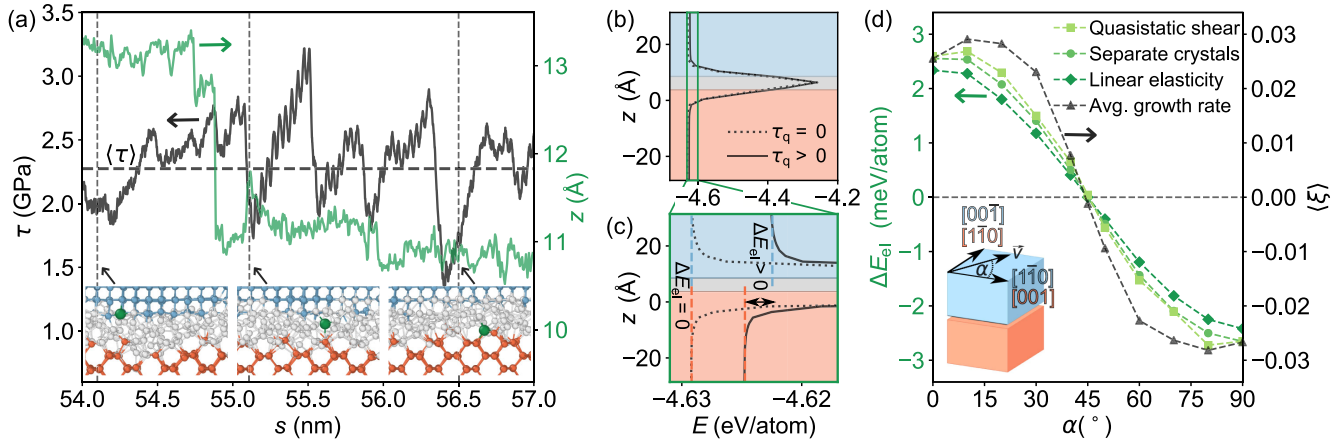 (a)
3.5
3.0
2.5
2.0
1.5
1.0
τ (GPa)
⟨τ⟩
13
12
11
10
z (Å)
54.0 54.5 55.0 55.5 56.0 56.5 57.0
s (nm)
(b)
20
0
−20
z (Å)
τq = 0
τq > 0
−4.6 −4.4 −4.2
(c)
20
0
−20
z (Å)
ΔEel = 0
ΔEel > 0
−4.63 −4.62
E (eV/atom)
(d)
3
2
1
0
−1
−2
−3
ΔEel (meV/atom)
Quasistatic shear
Separate crystals
Linear elasticity
Avg. growth rate
0.03
0.02
0.01
0.00
−0.01
−0.02
−0.03
⟨ξ⟩
[001̄]
[11̄0]
v⃗
α
[11̄0]
[001]
0 15 30 45 60 75 90
α(°)